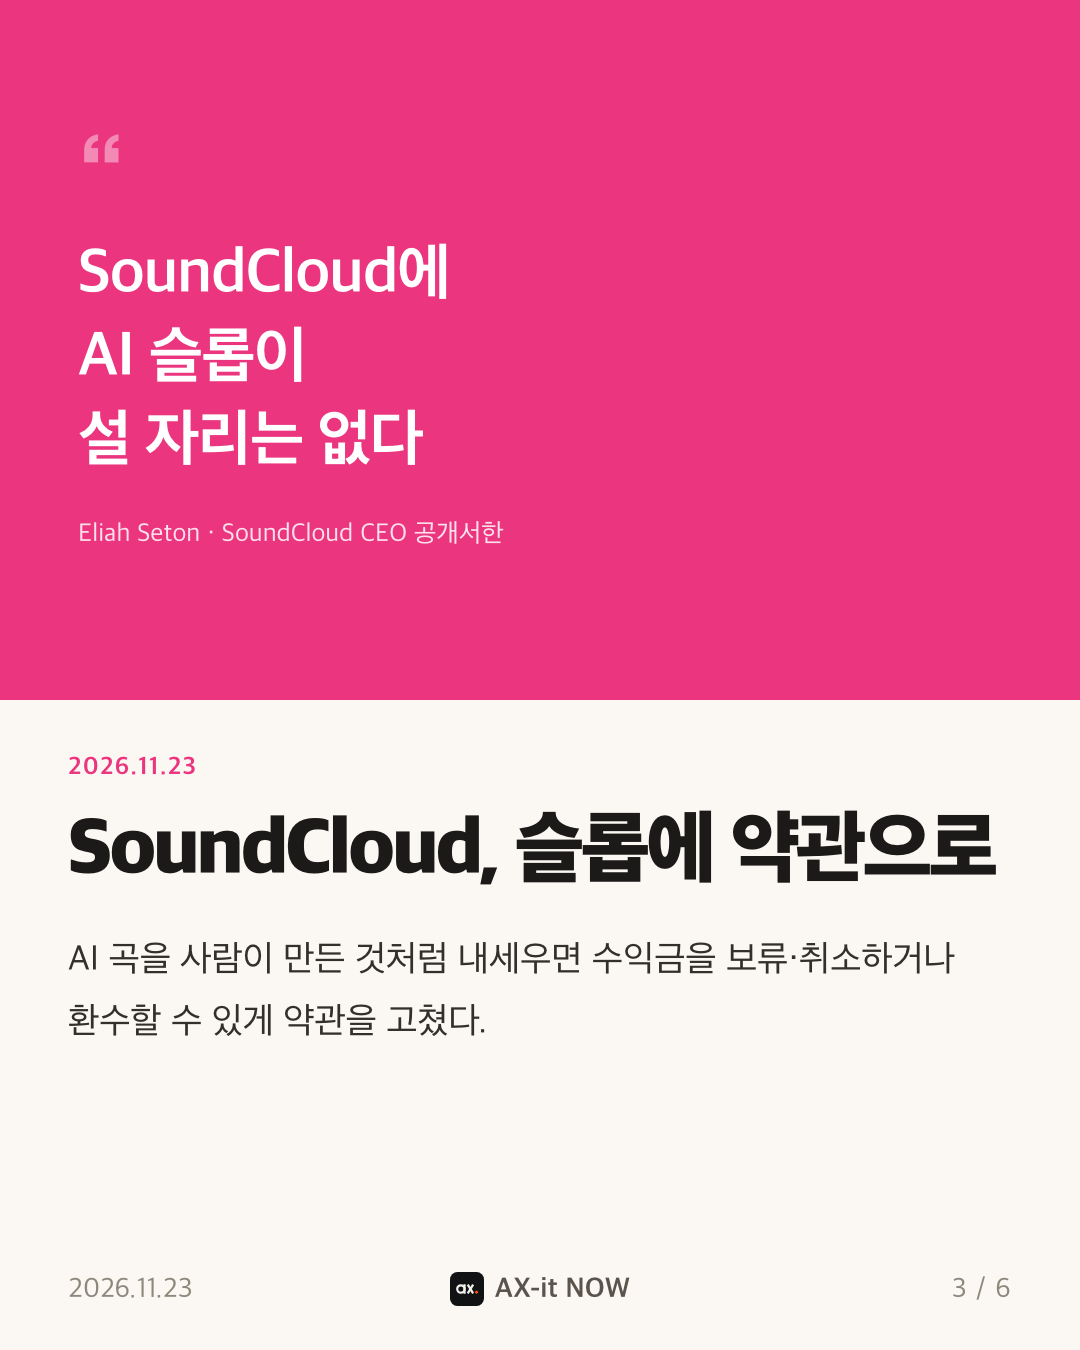 “
SoundCloud에
AI 슬롭이
설 자리는 없다
Eliah Seton · SoundCloud CEO 공개서한
2026.11.23
SoundCloud, 슬롭에 약관으로
AI 곡을 사람이 만든 것처럼 내세우면 수익금을 보류·취소하거나
환수할 수 있게 약관을 고쳤다.
2026.11.23
ax. AX-it NOW
3 / 6